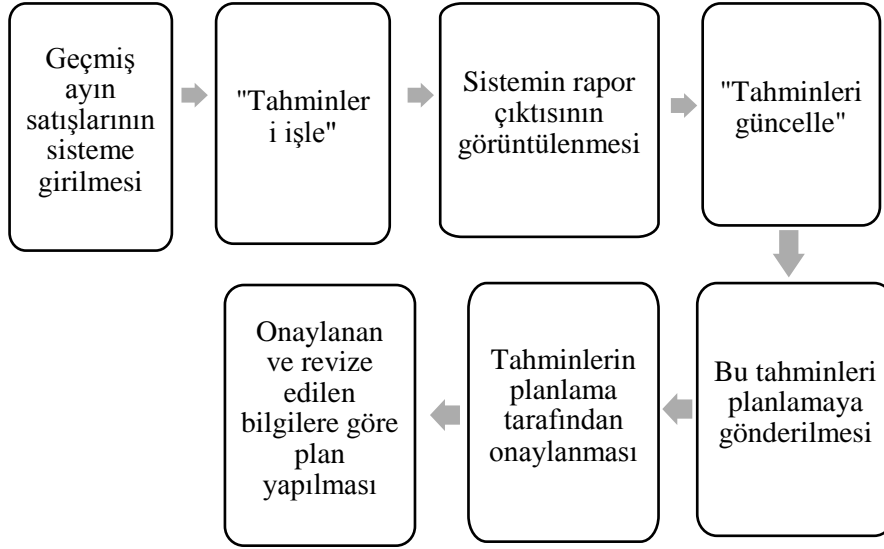 Geçmiş
ayın
satışlarının
sisteme
girilmesi
"Tahminler
i işle"
Sistemin rapor
çıktısının
görüntülenmesi
"Tahminleri
güncelle"
Bu tahminleri
planlamaya
gönderilmesi
Tahminlerin
planlama
tarafından
onaylanması
Onaylanan
ve revize
edilen
bilgilere göre
plan
yapılması